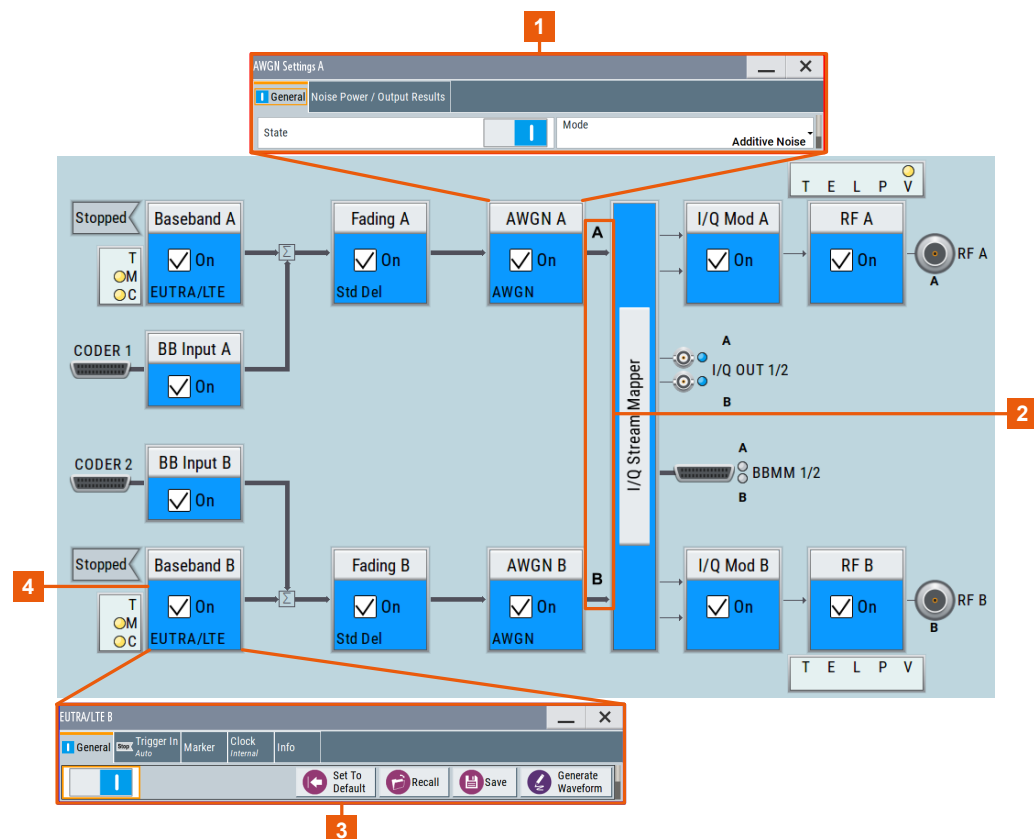 1
AWGN Settings A
General
Noise Power / Output Results
State
Mode
Additive Noise
T E L P V
Stopped
Baseband A
On
EUTRA/LTE
T
M
C
Σ
Fading A
On
Std Del
AWGN A
On
AWGN
A
I/Q Mod A
On
RF A
On
RF A
A
CODER 1
BB Input A
On
A
I/Q OUT 1/2
B
I/Q Stream Mapper
2
CODER 2
BB Input B
On
A
BBMM 1/2
B
Stopped
Baseband B
On
EUTRA/LTE
4
T
M
C
Σ
Fading B
On
Std Del
AWGN B
On
AWGN
B
I/Q Mod B
On
RF B
On
RF B
B
T E L P V
EUTRA/LTE B
General
Stop
Trigger In
Auto
Marker
Clock
Internal
Info
Set To
Default
Recall
Save
Generate
Waveform
3